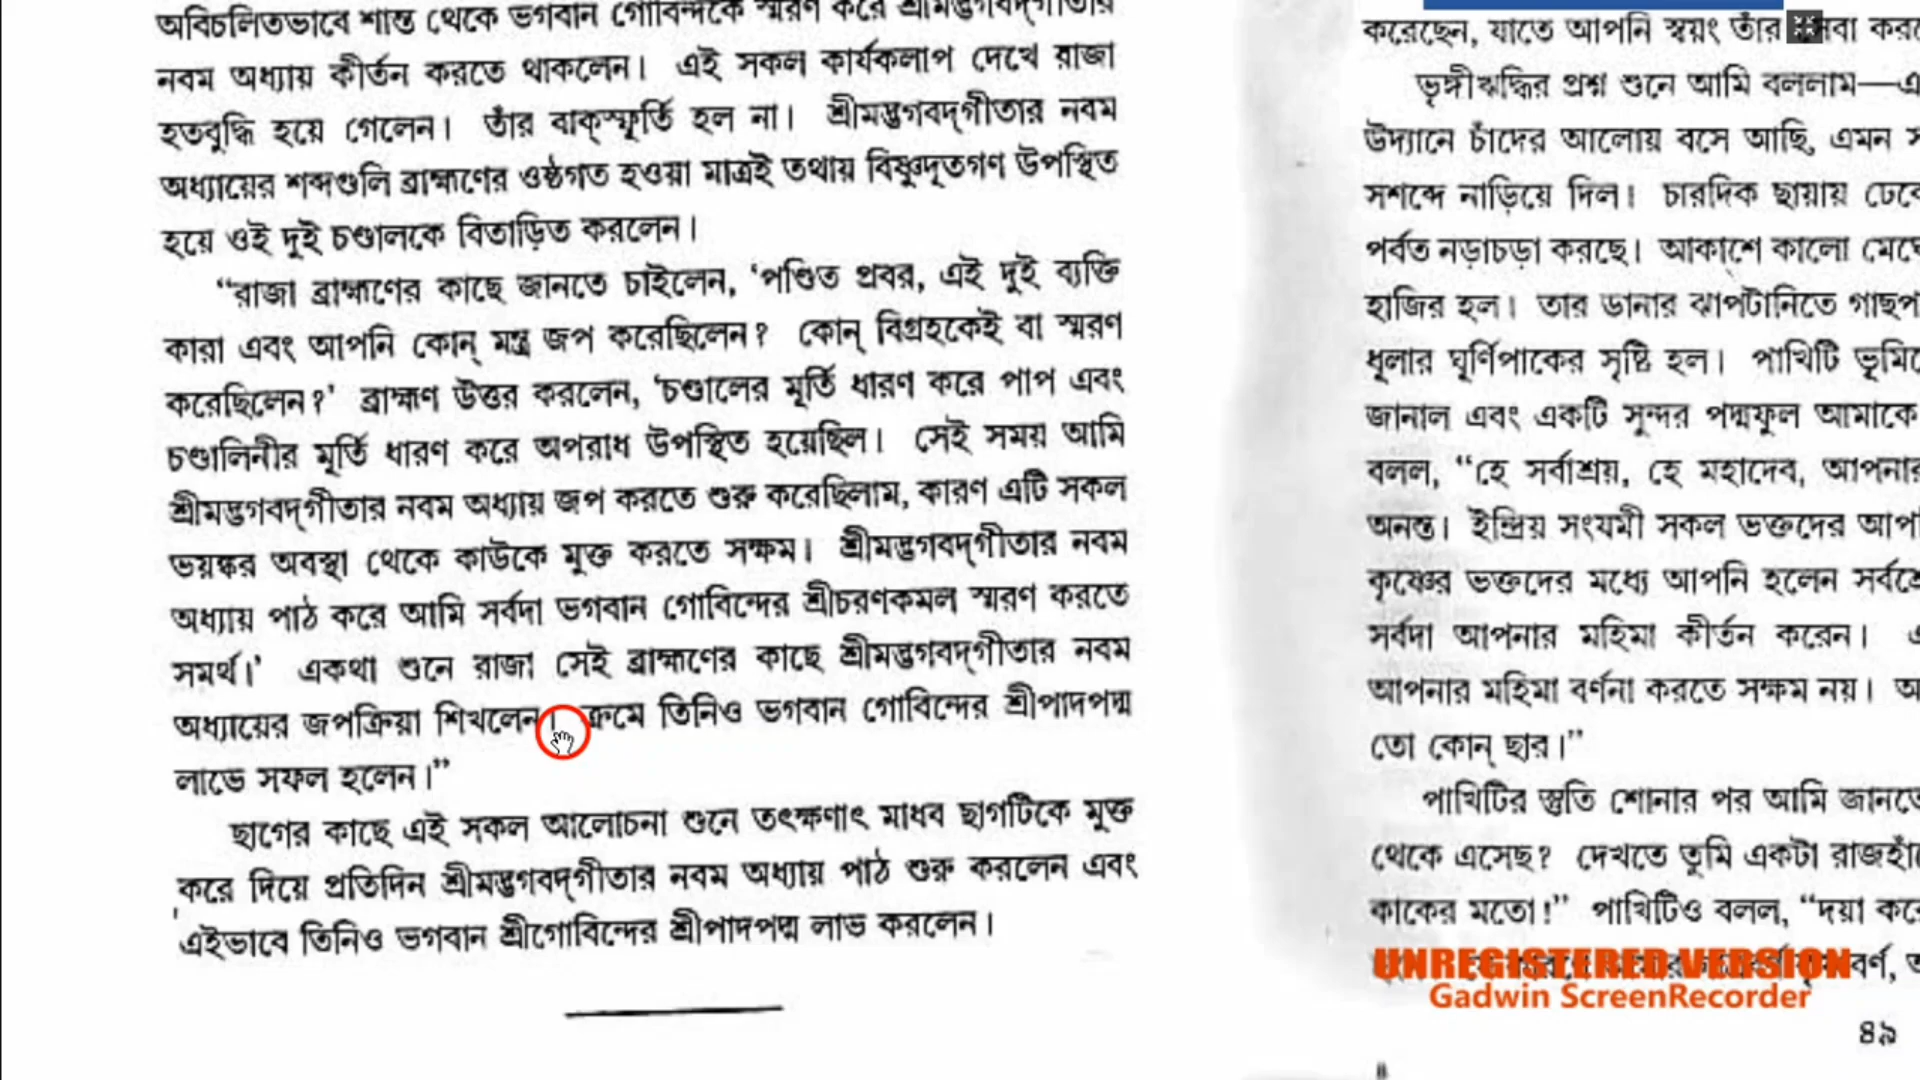 অবিচলিতভাবে শান্ত থেকে ভগবান গোবিন্দকে স্মরণ করে শ্রীমদ্ভগবদ্‌গীতার
নবম অধ্যায় কীর্তন করতে থাকলেন। এই সকল কার্যকলাপ দেখে রাজা
হতবুদ্ধি হয়ে গেলেন। তাঁর বাক্‌স্ফূর্তি হল না। শ্রীমদ্ভগবদ্‌গীতার নবম
অধ্যায়ের শব্দগুলি ব্রাহ্মণের ওষ্ঠগত হওয়া মাত্রই তথায় বিষ্ণুদূতগণ উপস্থিত
হয়ে ওই দুই চণ্ডালকে বিতাড়িত করলেন।
“রাজা ব্রাহ্মণের কাছে জানতে চাইলেন, ‘পণ্ডিত প্রবর, এই দুই ব্যক্তি
কারা এবং আপনি কোন্ মন্ত্র জপ করেছিলেন? কোন্ বিগ্রহকেই বা স্মরণ
করেছিলেন?’ ব্রাহ্মণ উত্তর করলেন, ‘চণ্ডালের মূর্তি ধারণ করে পাপ এবং
চণ্ডালিনীর মূর্তি ধারণ করে অপরাধ উপস্থিত হয়েছিল। সেই সময় আমি
শ্রীমদ্ভগবদ্‌গীতার নবম অধ্যায় জপ করতে শুরু করেছিলাম, কারণ এটি সকল
ভয়ঙ্কর অবস্থা থেকে কাউকে মুক্ত করতে সক্ষম। শ্রীমদ্ভগবদ্‌গীতার নবম
অধ্যায় পাঠ করে আমি সর্বদা ভগবান গোবিন্দের শ্রীচরণকমল স্মরণ করতে
সমর্থ।’ একথা শুনে রাজা সেই ব্রাহ্মণের কাছে শ্রীমদ্ভগবদ্‌গীতার নবম
অধ্যায়ের জপক্রিয়া শিখলেন। ক্রমে তিনিও ভগবান গোবিন্দের শ্রীপাদপদ্ম
লাভে সফল হলেন।”
ছাগের কাছে এই সকল আলোচনা শুনে তৎক্ষণাৎ মাধব ছাগটিকে মুক্ত
করে দিয়ে প্রতিদিন শ্রীমদ্ভগবদ্‌গীতার নবম অধ্যায় পাঠ শুরু করলেন এবং
এইভাবে তিনিও ভগবান শ্রীগোবিন্দের শ্রীপাদপদ্ম লাভ করলেন।
করেছেন, যাতে আপনি স্বয়ং তাঁর
ভৃঙ্গীঋদ্ধির প্রশ্ন শুনে আমি বললাম—
উদ্যানে চাঁদের আলোয় বসে আছি, এমন
সশব্দে নাড়িয়ে দিল। চারদিক ছায়ায়
পর্বত নড়াচড়া করছে। আকাশে কালো
হাজির হল। তার ডানার ঝাপটানিতে
ধূলার ঘূর্ণিপাকের সৃষ্টি হল। পাখিটি
জানাল এবং একটি সুন্দর পদ্মফুল আমাকে
বলল, “হে সর্বাশ্রয়, হে মহাদেব,
অনন্ত। ইন্দ্রিয় সংযমী সকল ভক্তদের
কৃষ্ণের ভক্তদের মধ্যে আপনি হলেন
সর্বদা আপনার মহিমা কীর্তন করেন।
আপনার মহিমা বর্ণনা করতে সক্ষম নয়।
তো কোন্ ছার।”
পাখিটির স্তুতি শোনার পর আমি
থেকে এসেছ? দেখতে তুমি একটা
কাকের মতো!” পাখিটিও বলল, “দয়া
UNREGISTERED VERSION
Gadwin ScreenRecorder
৪৯